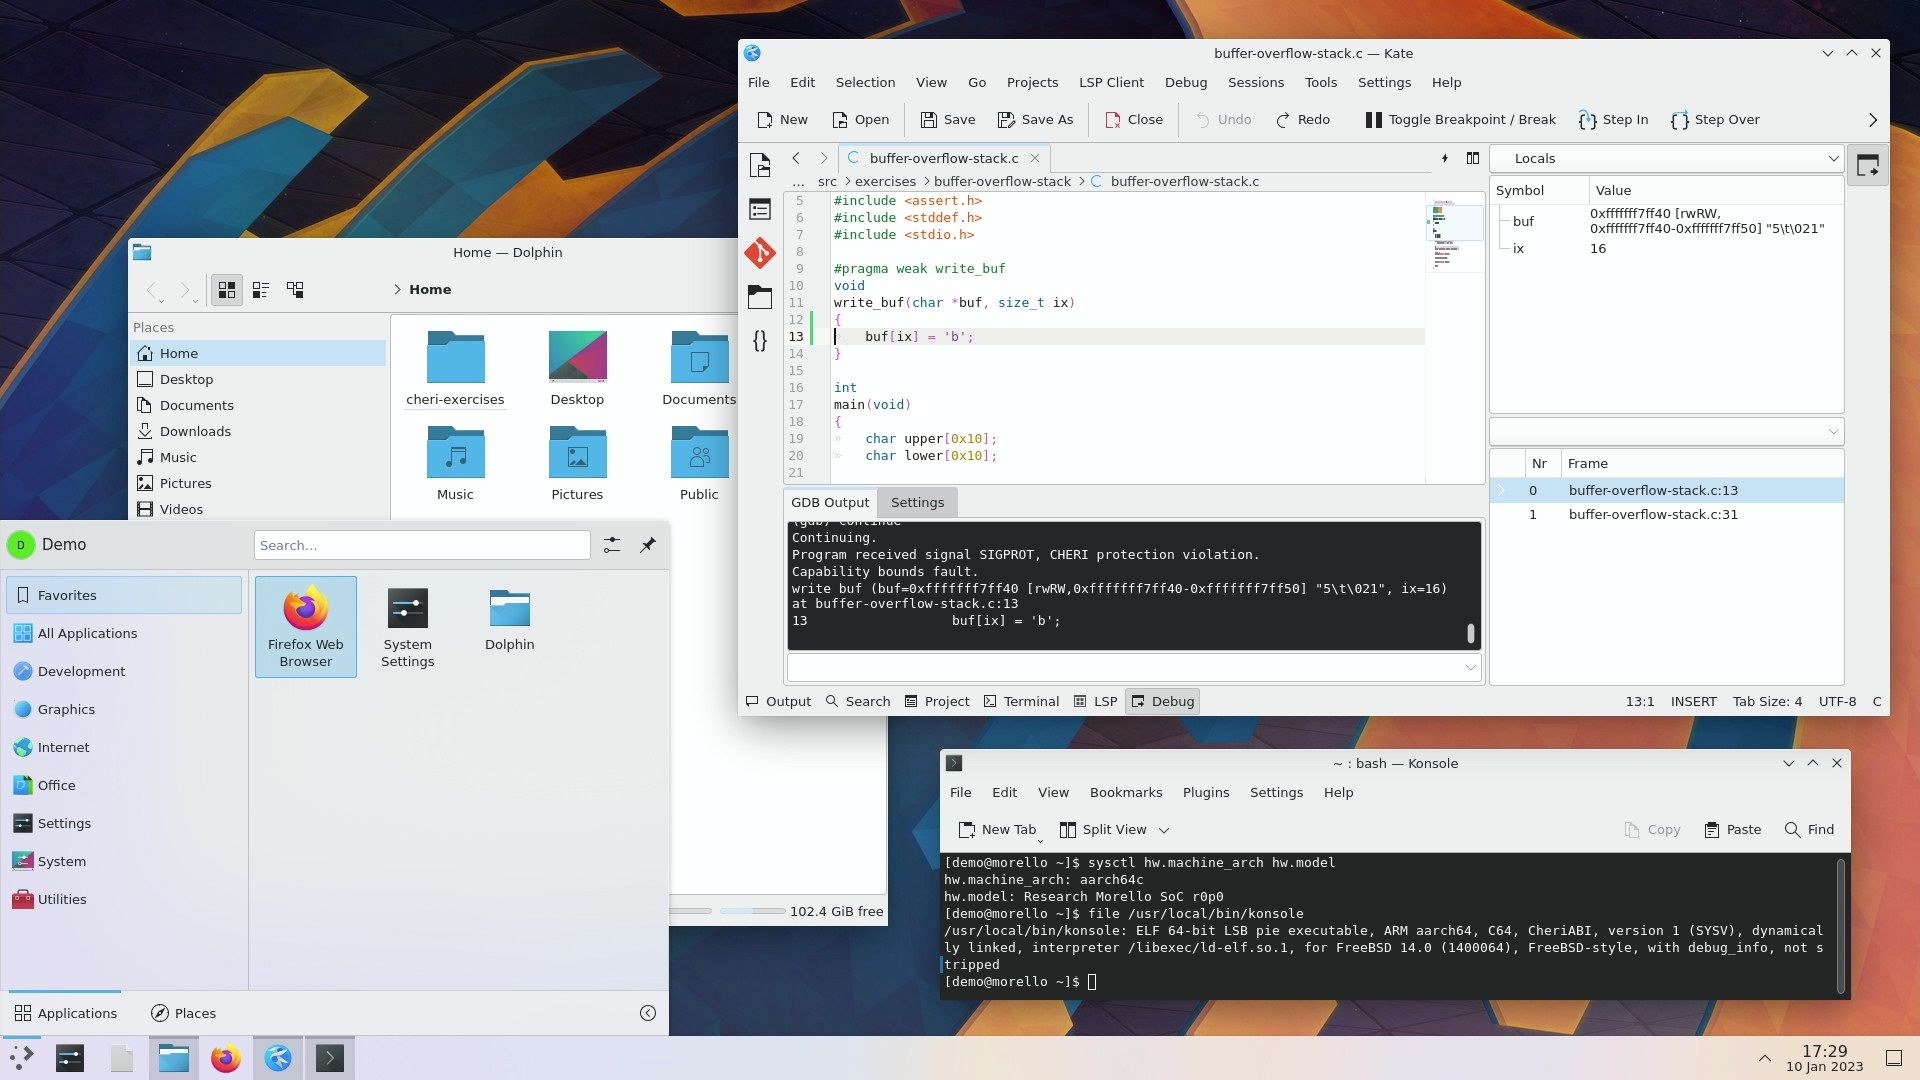 buffer-overflow-stack.c — Kate
File Edit Selection View Go Projects LSP Client Debug Sessions Tools Settings Help
New Open Save Save As Close Undo Redo Toggle Breakpoint / Break Step In Step Over
buffer-overflow-stack.c
... src > exercises > buffer-overflow-stack > buffer-overflow-stack.c
5 #include <assert.h>
6 #include <stddef.h>
7 #include <stdio.h>
8
9 #pragma weak write_buf
10 void
11 write_buf(char *buf, size_t ix)
12 {
13 » buf[ix] = 'b';
14 }
15
16 int
17 main(void)
18 {
19 » char upper[0x10];
20 » char lower[0x10];
21
Locals
Symbol Value
buf 0xfffffff7ff40 [rwRW,
0xfffffff7ff40-0xfffffff7ff50] "5\t\021"
ix 16
Nr Frame
0 buffer-overflow-stack.c:13
1 buffer-overflow-stack.c:31
GDB Output Settings
(gdb) continue
Continuing.
Program received signal SIGPROT, CHERI protection violation.
Capability bounds fault.
write buf (buf=0xfffffff7ff40 [rwRW,0xfffffff7ff40-0xfffffff7ff50] "5\t\021", ix=16)
at buffer-overflow-stack.c:13
13 buf[ix] = 'b';
Output Search Project Terminal LSP Debug 13:1 INSERT Tab Size: 4 UTF-8 C
Home — Dolphin
> Home
Places
Home
Desktop
Documents
Downloads
Music
Pictures
Videos
cheri-exercises Desktop Documents
Music Pictures Public
102.4 GiB free
D Demo Search...
Favorites
All Applications
Development
Graphics
Internet
Office
Settings
System
Utilities
Firefox Web
Browser
System
Settings
Dolphin
Applications Places
~ : bash — Konsole
File Edit View Bookmarks Plugins Settings Help
New Tab Split View Copy Paste Find
[demo@morello ~]$ sysctl hw.machine_arch hw.model
hw.machine_arch: aarch64c
hw.model: Research Morello SoC r0p0
[demo@morello ~]$ file /usr/local/bin/konsole
/usr/local/bin/konsole: ELF 64-bit LSB pie executable, ARM aarch64, C64, CheriABI, version 1 (SYSV), dynamical
ly linked, interpreter /libexec/ld-elf.so.1, for FreeBSD 14.0 (1400064), FreeBSD-style, with debug_info, not s
tripped
[demo@morello ~]$
17:29
10 Jan 2023